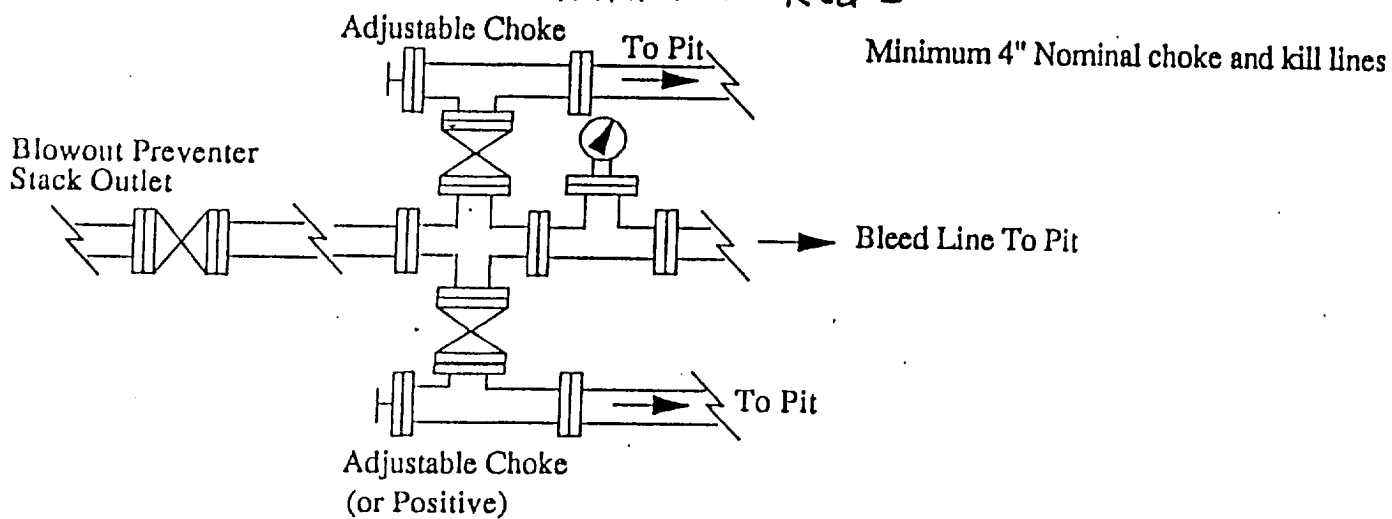 Adjustable Choke
To Pit
Minimum 4" Nominal choke and kill lines
Blowout Preventer
Stack Outlet
Bleed Line To Pit
To Pit
Adjustable Choke
(or Positive)